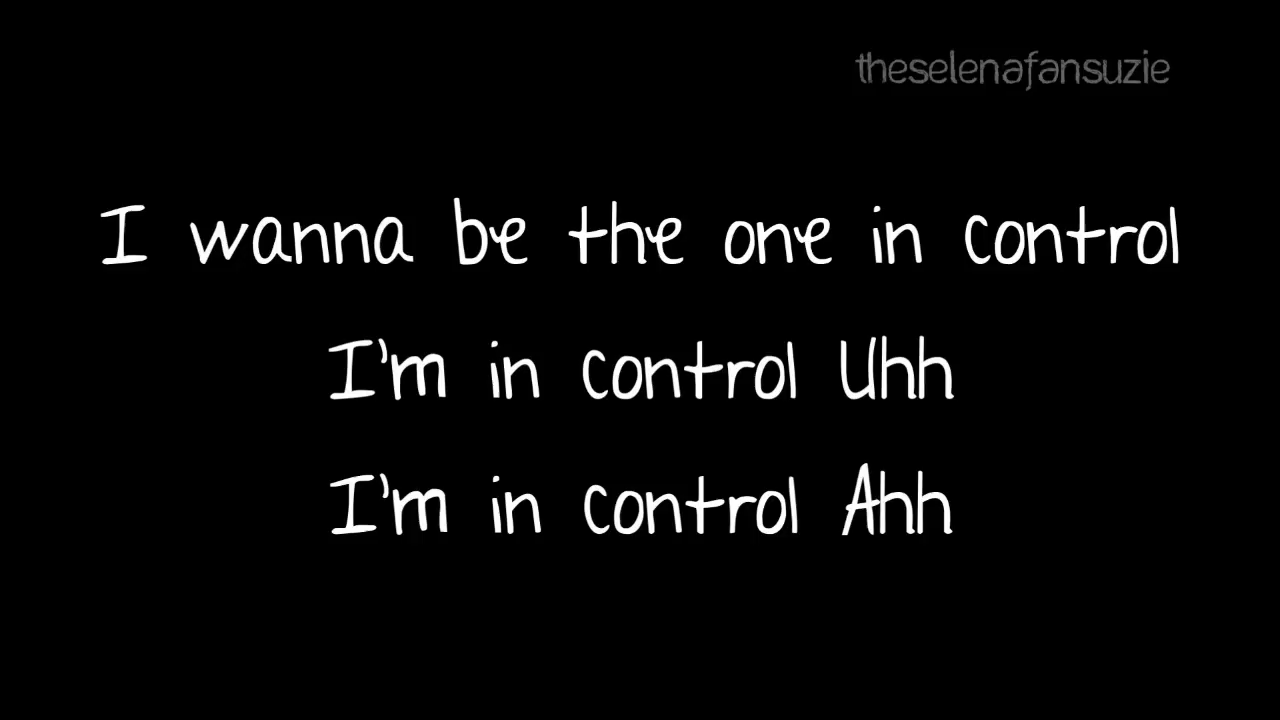 theselenafansuzie
I wanna be the one in control
I'm in control Uhh
I'm in control Ahh